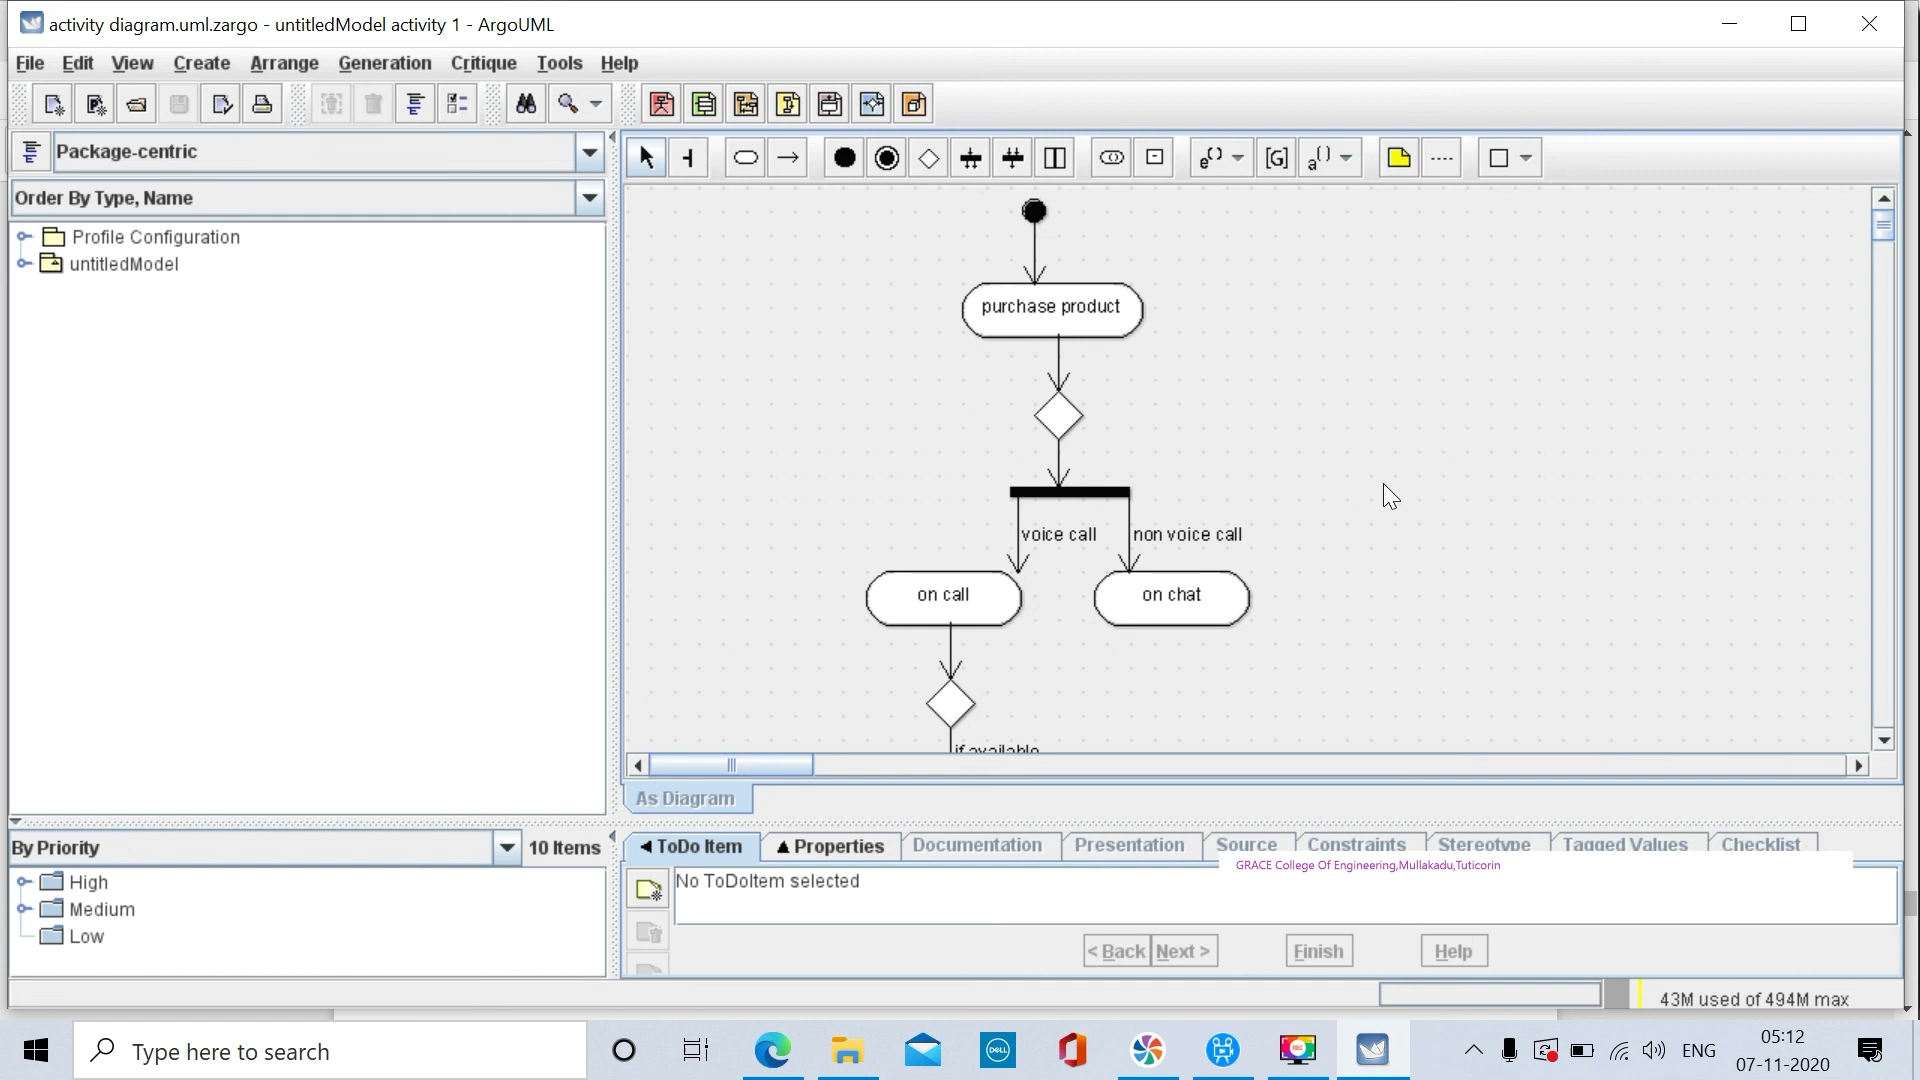 activity diagram.uml.zargo - untitledModel activity 1 - ArgoUML
File Edit View Create Arrange Generation Critique Tools Help
Package-centric
Order By Type, Name
Profile Configuration
untitledModel
purchase product
voice call
non voice call
on call
on chat
if available
As Diagram
By Priority
10 Items
High
Medium
Low
ToDo Item Properties Documentation Presentation Source Constraints Stereotype Tagged Values Checklist
GRACE College Of Engineering,Mullakadu,Tuticorin
No ToDoItem selected
< Back Next > Finish Help
43M used of 494M max
Type here to search
DELL
REC
ENG
05:12
07-11-2020